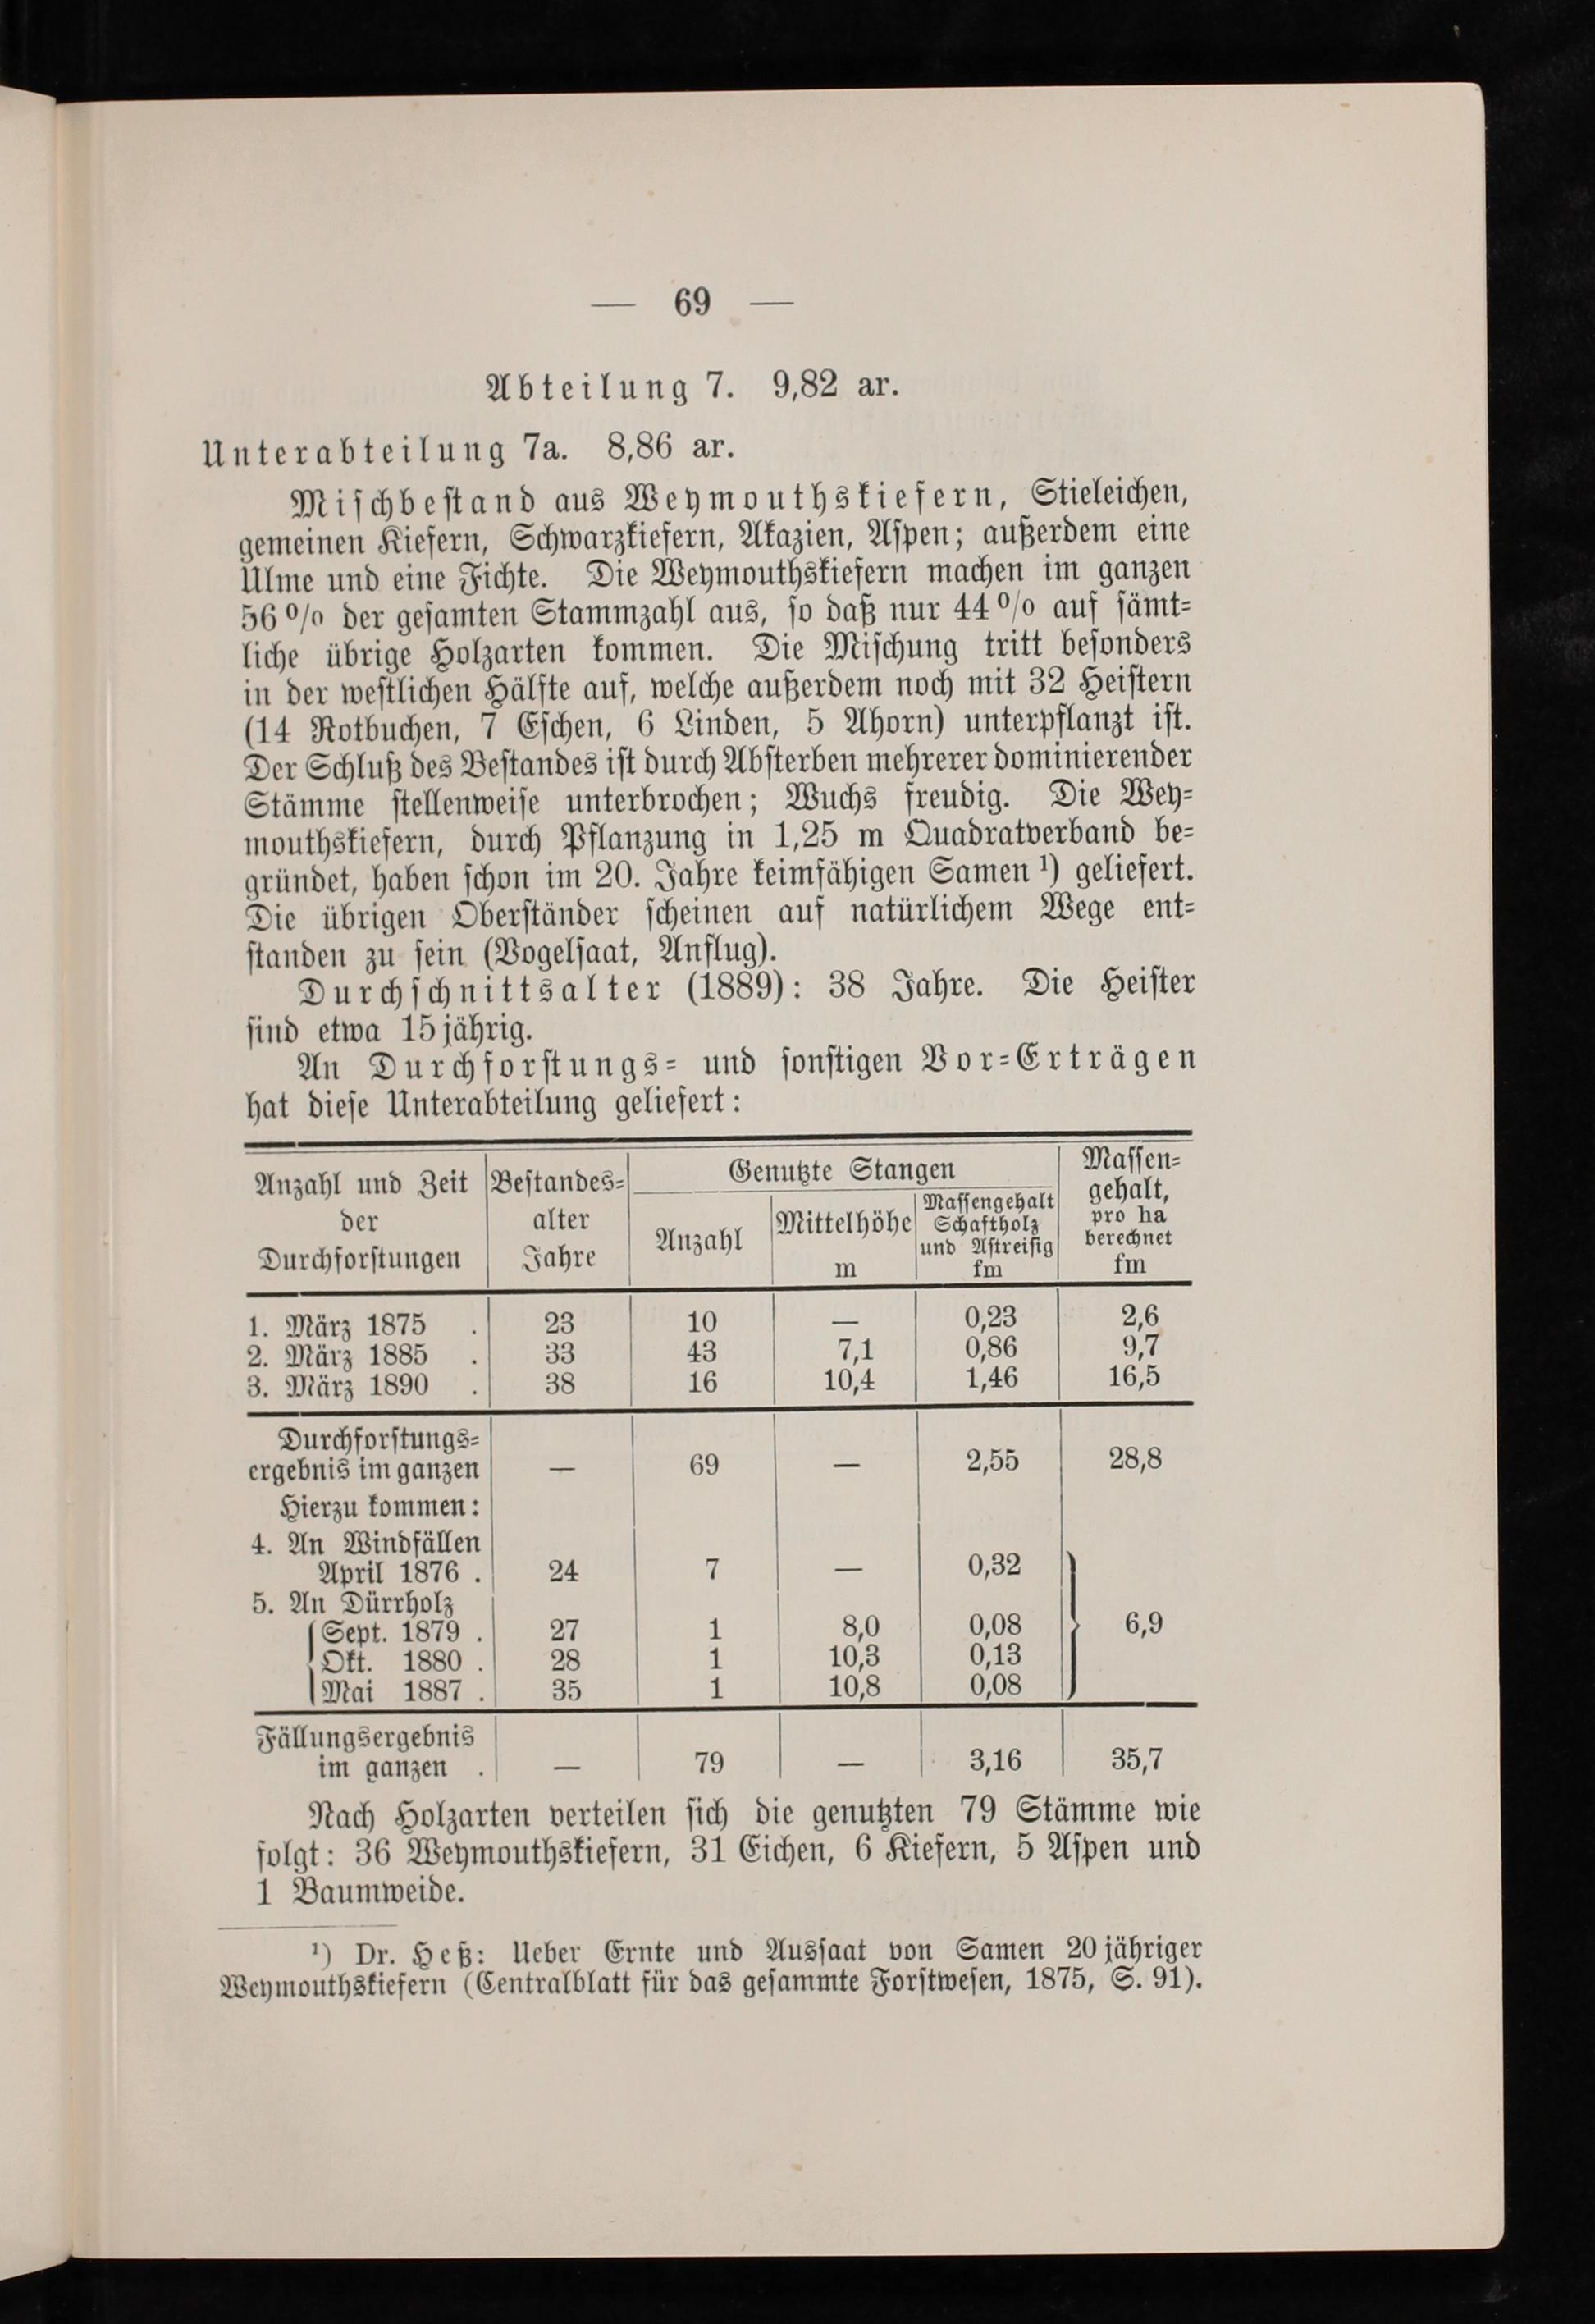 — 69 —
Abteilung 7. 9,82 ar.
Unterabteilung 7a. 8,86 ar.
Mischbestand aus Weymouthskiefern, Stieleichen,
gemeinen Kiefern, Schwarzkiefern, Akazien, Aspen; außerdem eine
Ulme und eine Fichte. Die Weymouthskiefern machen im ganzen
56 % der gesamten Stammzahl aus, so daß nur 44 % auf sämt-
liche übrige Holzarten kommen. Die Mischung tritt besonders
in der westlichen Hälfte auf, welche außerdem noch mit 32 Heistern
(14 Rotbuchen, 7 Eschen, 6 Linden, 5 Ahorn) unterpflanzt ist.
Der Schluß des Bestandes ist durch Absterben mehrerer dominierender
Stämme stellenweise unterbrochen; Wuchs freudig. Die Wey-
mouthskiefern, durch Pflanzung in 1,25 m Quadratverband be-
gründet, haben schon im 20. Jahre keimfähigen Samen ¹) geliefert.
Die übrigen Oberständer scheinen auf natürlichem Wege ent-
standen zu sein (Vogelsaat, Anflug).
Durchschnittsalter (1889): 38 Jahre. Die Heister
sind etwa 15 jährig.
An Durchforstungs- und sonstigen Vor-Erträgen
hat diese Unterabteilung geliefert:
Anzahl und Zeit der Durchforstungen | Bestandes-alter Jahre | Genutzte Stangen | Massen-gehalt, pro ha berechnet fm
Anzahl | Mittelhöhe m | Massengehalt Schaftholz und Astreisig fm
1. März 1875 . 23 10 — 0,23 2,6
2. März 1885 . 33 43 7,1 0,86 9,7
3. März 1890 . 38 16 10,4 1,46 16,5
Durchforstungs-
ergebnis im ganzen — 69 — 2,55 28,8
Hierzu kommen:
4. An Windfällen
April 1876 . 24 7 — 0,32
5. An Dürrholz
Sept. 1879 . 27 1 8,0 0,08 6,9
Okt. 1880 . 28 1 10,3 0,13
Mai 1887 . 35 1 10,8 0,08
Fällungsergebnis
im ganzen . — 79 — 3,16 35,7
Nach Holzarten verteilen sich die genutzten 79 Stämme wie
folgt: 36 Weymouthskiefern, 31 Eichen, 6 Kiefern, 5 Aspen und
1 Baumweide.
¹) Dr. Heß: Ueber Ernte und Aussaat von Samen 20 jähriger
Weymouthskiefern (Centralblatt für das gesammte Forstwesen, 1875, S. 91).